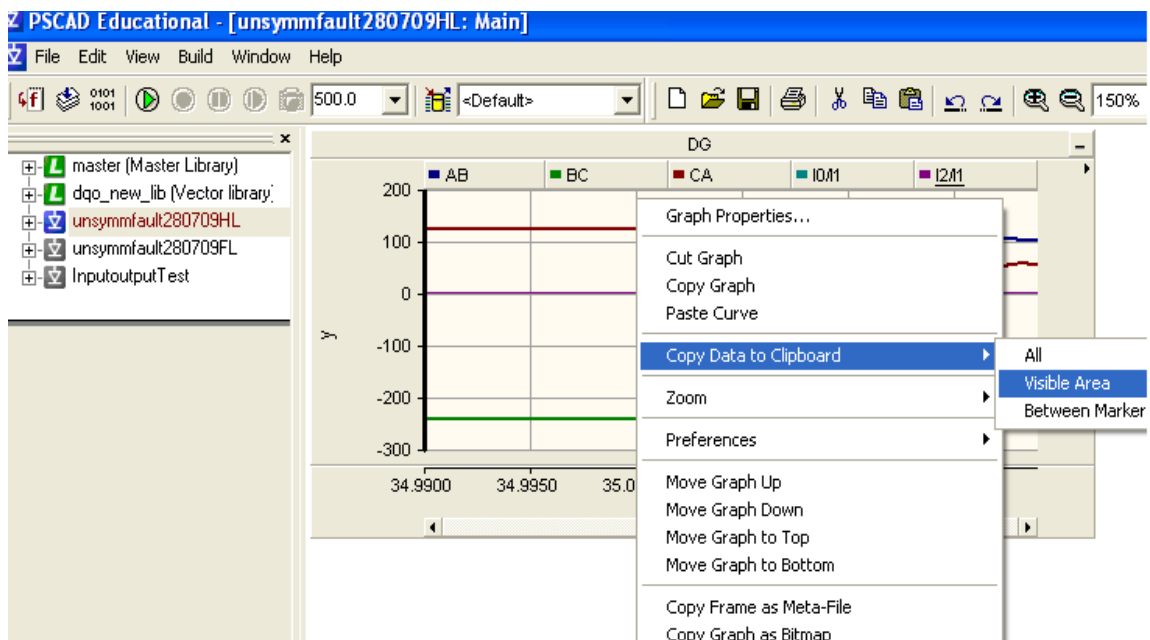 PSCAD Educational - [unsymmfault280709HL: Main]
File Edit View Build Window Help
500.0 <Default> 150%
DG
master (Master Library)
dqo_new_lib (Vector library)
unsymmfault280709HL
unsymmfault280709FL
InputoutputTest
AB BC CA I0/I1 I2/I1
200
100
0
-100
-200
-300
y
34.9900 34.9950 35.0
Graph Properties...
Cut Graph
Copy Graph
Paste Curve
Copy Data to Clipboard
Zoom
Preferences
Move Graph Up
Move Graph Down
Move Graph to Top
Move Graph to Bottom
Copy Frame as Meta-File
Copy Graph as Bitmap
All
Visible Area
Between Marker